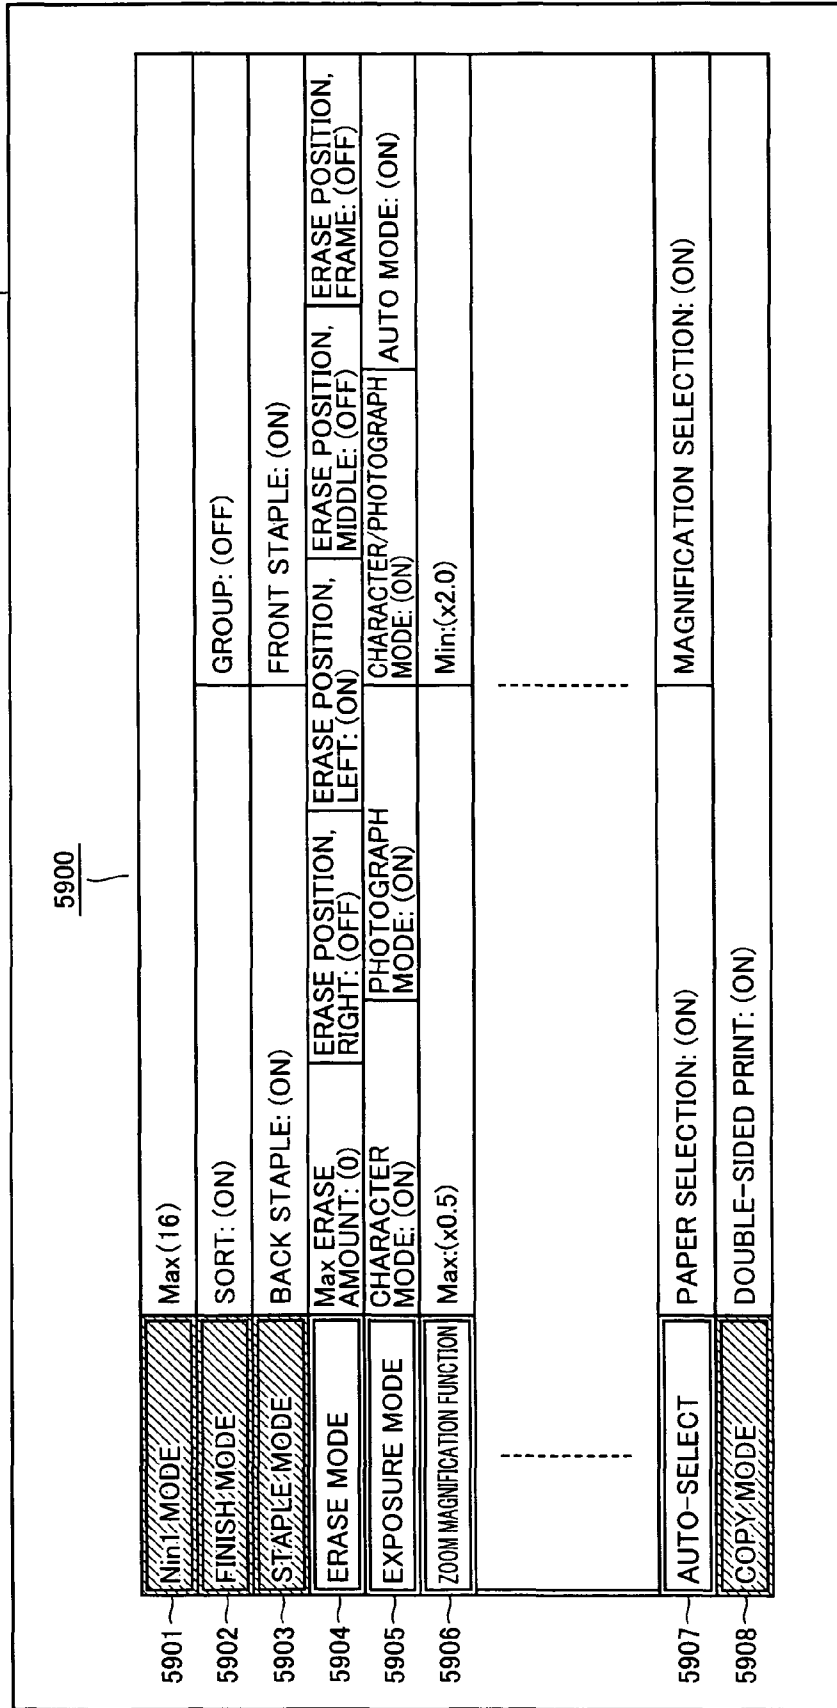 5900
5901 Nin1 MODE Max(16)
5902 FINISH MODE SORT: (ON) GROUP: (OFF)
5903 STAPLE MODE BACK STAPLE: (ON) FRONT STAPLE: (ON)
5904 ERASE MODE
Max ERASE
AMOUNT: (0)
ERASE POSITION,
RIGHT: (OFF)
ERASE POSITION,
LEFT: (ON)
ERASE POSITION,
MIDDLE: (OFF)
ERASE POSITION,
FRAME: (OFF)
5905 EXPOSURE MODE
CHARACTER
MODE: (ON)
PHOTOGRAPH
MODE: (ON)
CHARACTER/PHOTOGRAPH
MODE: (ON)
AUTO MODE: (ON)
5906 ZOOM MAGNIFICATION FUNCTION Max:(x0.5) Min:(x2.0)
5907 AUTO-SELECT PAPER SELECTION: (ON) MAGNIFICATION SELECTION: (ON)
5908 COPY MODE DOUBLE-SIDED PRINT: (ON)